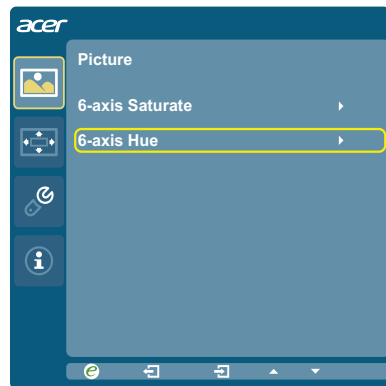 acer
Picture
6-axis Saturate
6-axis Hue
e